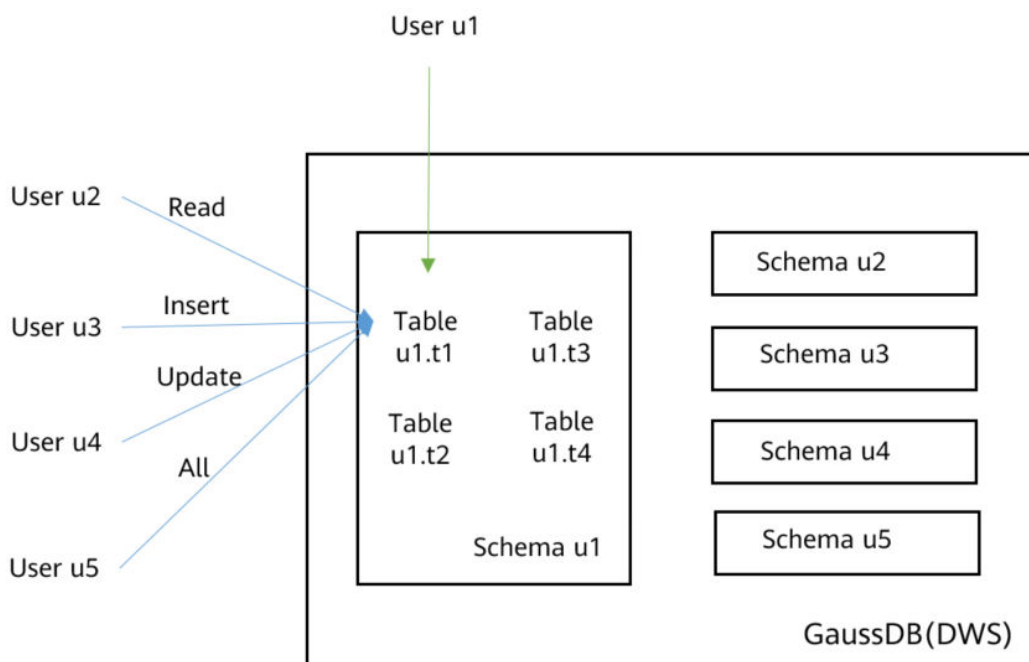 User u1
User u2
Read
Schema u2
Insert
User u3
Table
u1.t1
Table
u1.t3
Schema u3
Update
User u4
Table
u1.t2
Table
u1.t4
Schema u4
All
User u5
Schema u1
Schema u5
GaussDB(DWS)